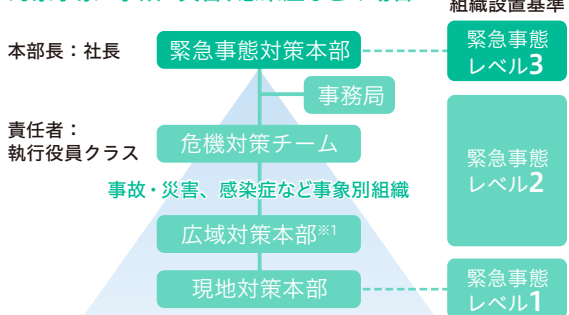 組織設置基準
本部長：社長
緊急事態対策本部
緊急事態
レベル3
事務局
責任者：
執行役員クラス
危機対策チーム
緊急事態
レベル2
事故・災害、感染症など事象別組織
広域対策本部※1
現地対策本部
緊急事態
レベル1